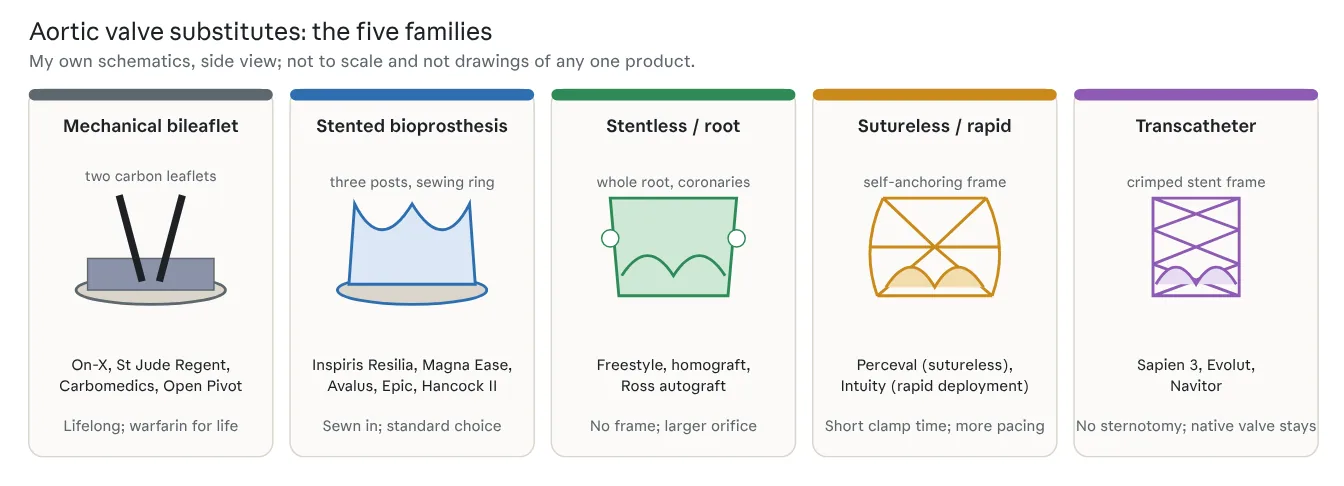 Aortic valve substitutes: the five families
My own schematics, side view; not to scale and not drawings of any one product.
Mechanical bileaflet
two carbon leaflets
On-X, St Jude Regent,
Carbomedics, Open Pivot
Lifelong; warfarin for life
Stented bioprosthesis
three posts, sewing ring
Inspiris Resilia, Magna Ease,
Avalus, Epic, Hancock II
Sewn in; standard choice
Stentless / root
whole root, coronaries
Freestyle, homograft,
Ross autograft
No frame; larger orifice
Sutureless / rapid
self-anchoring frame
Perceval (sutureless),
Intuity (rapid deployment)
Short clamp time; more pacing
Transcatheter
crimped stent frame
Sapien 3, Evolut,
Navitor
No sternotomy; native valve stays